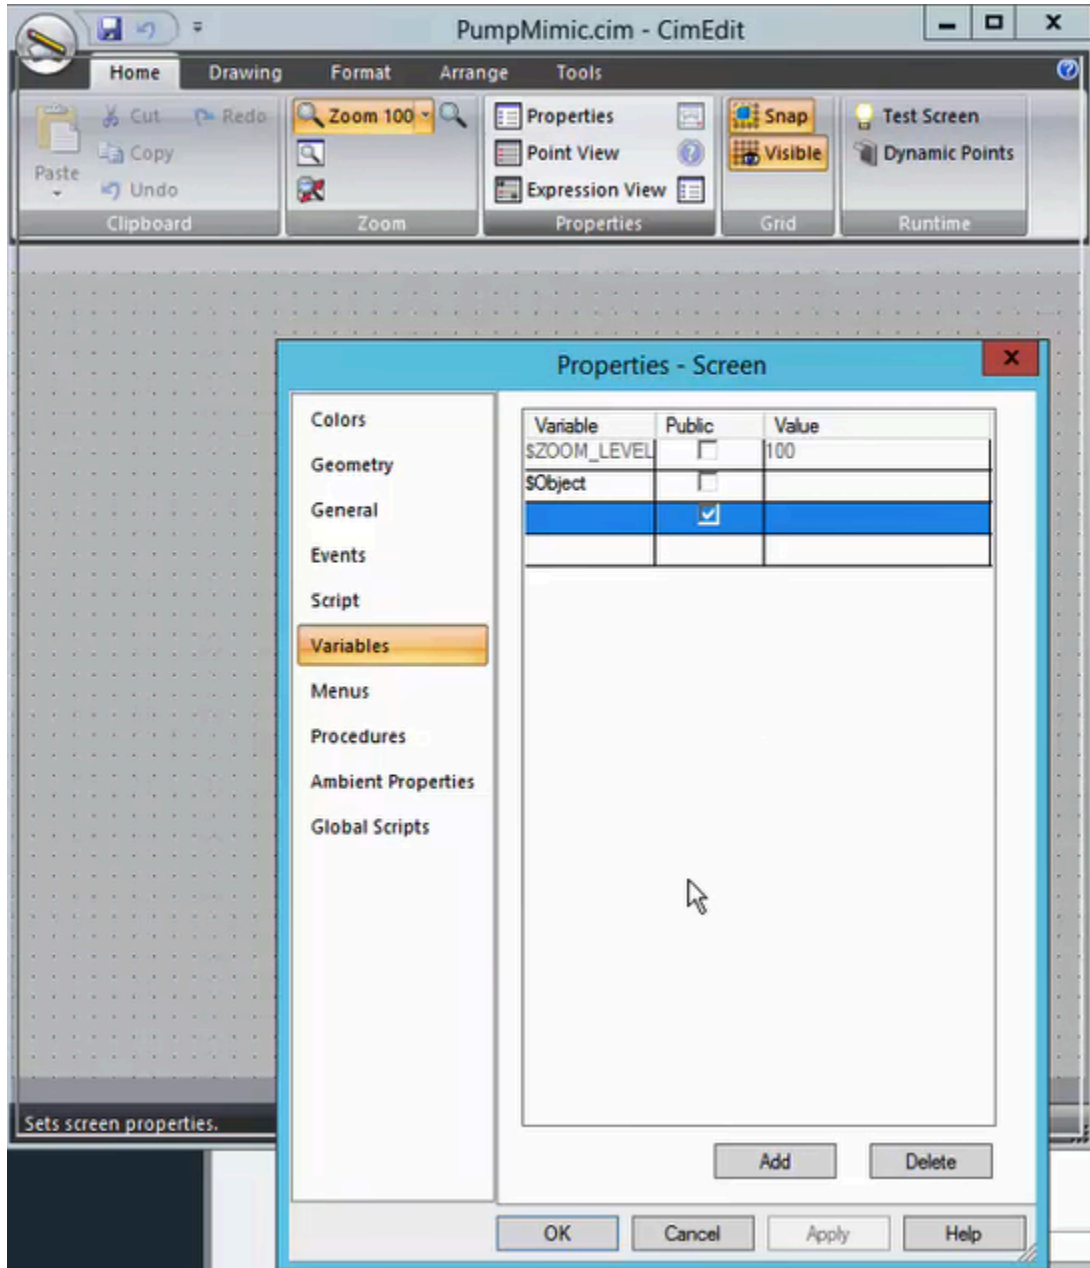 PumpMimic.cim - CimEdit
Home Drawing Format Arrange Tools
Paste
Cut
Copy
Undo
Redo
Clipboard
Zoom 100
Zoom
Properties
Point View
Expression View
Properties
Snap
Visible
Grid
Test Screen
Dynamic Points
Runtime
Properties - Screen
Colors
Geometry
General
Events
Script
Variables
Menus
Procedures
Ambient Properties
Global Scripts
Variable Public Value
$ZOOM_LEVEL 100
$Object
Add Delete
OK Cancel Apply Help
Sets screen properties.